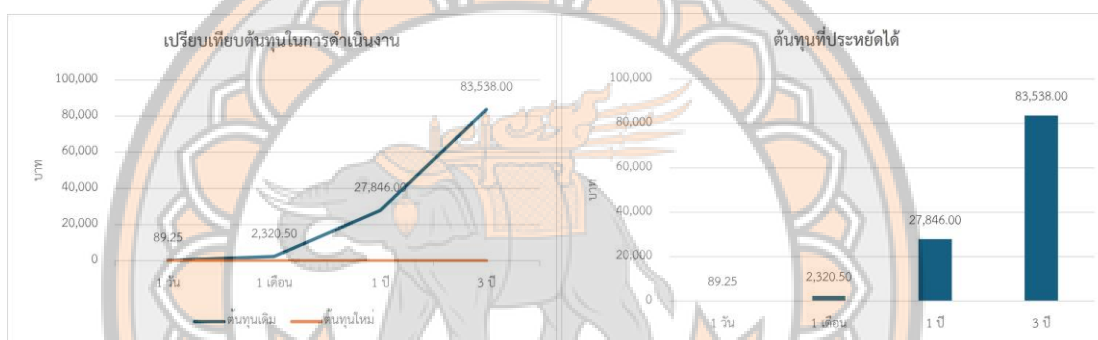 เปรียบเทียบต้นทุนในการดำเนินงาน
100,000
80,000
60,000
40,000
20,000
0
บาท
89.25
2,320.50
27,846.00
83,538.00
1 วัน
1 เดือน
1 ปี
3 ปี
ต้นทุนเดิม
ต้นทุนใหม่
ต้นทุนที่ประหยัดได้
100,000
80,000
60,000
40,000
20,000
0
บาท
89.25
2,320.50
27,846.00
83,538.00
1 วัน
1 เดือน
1 ปี
3 ปี